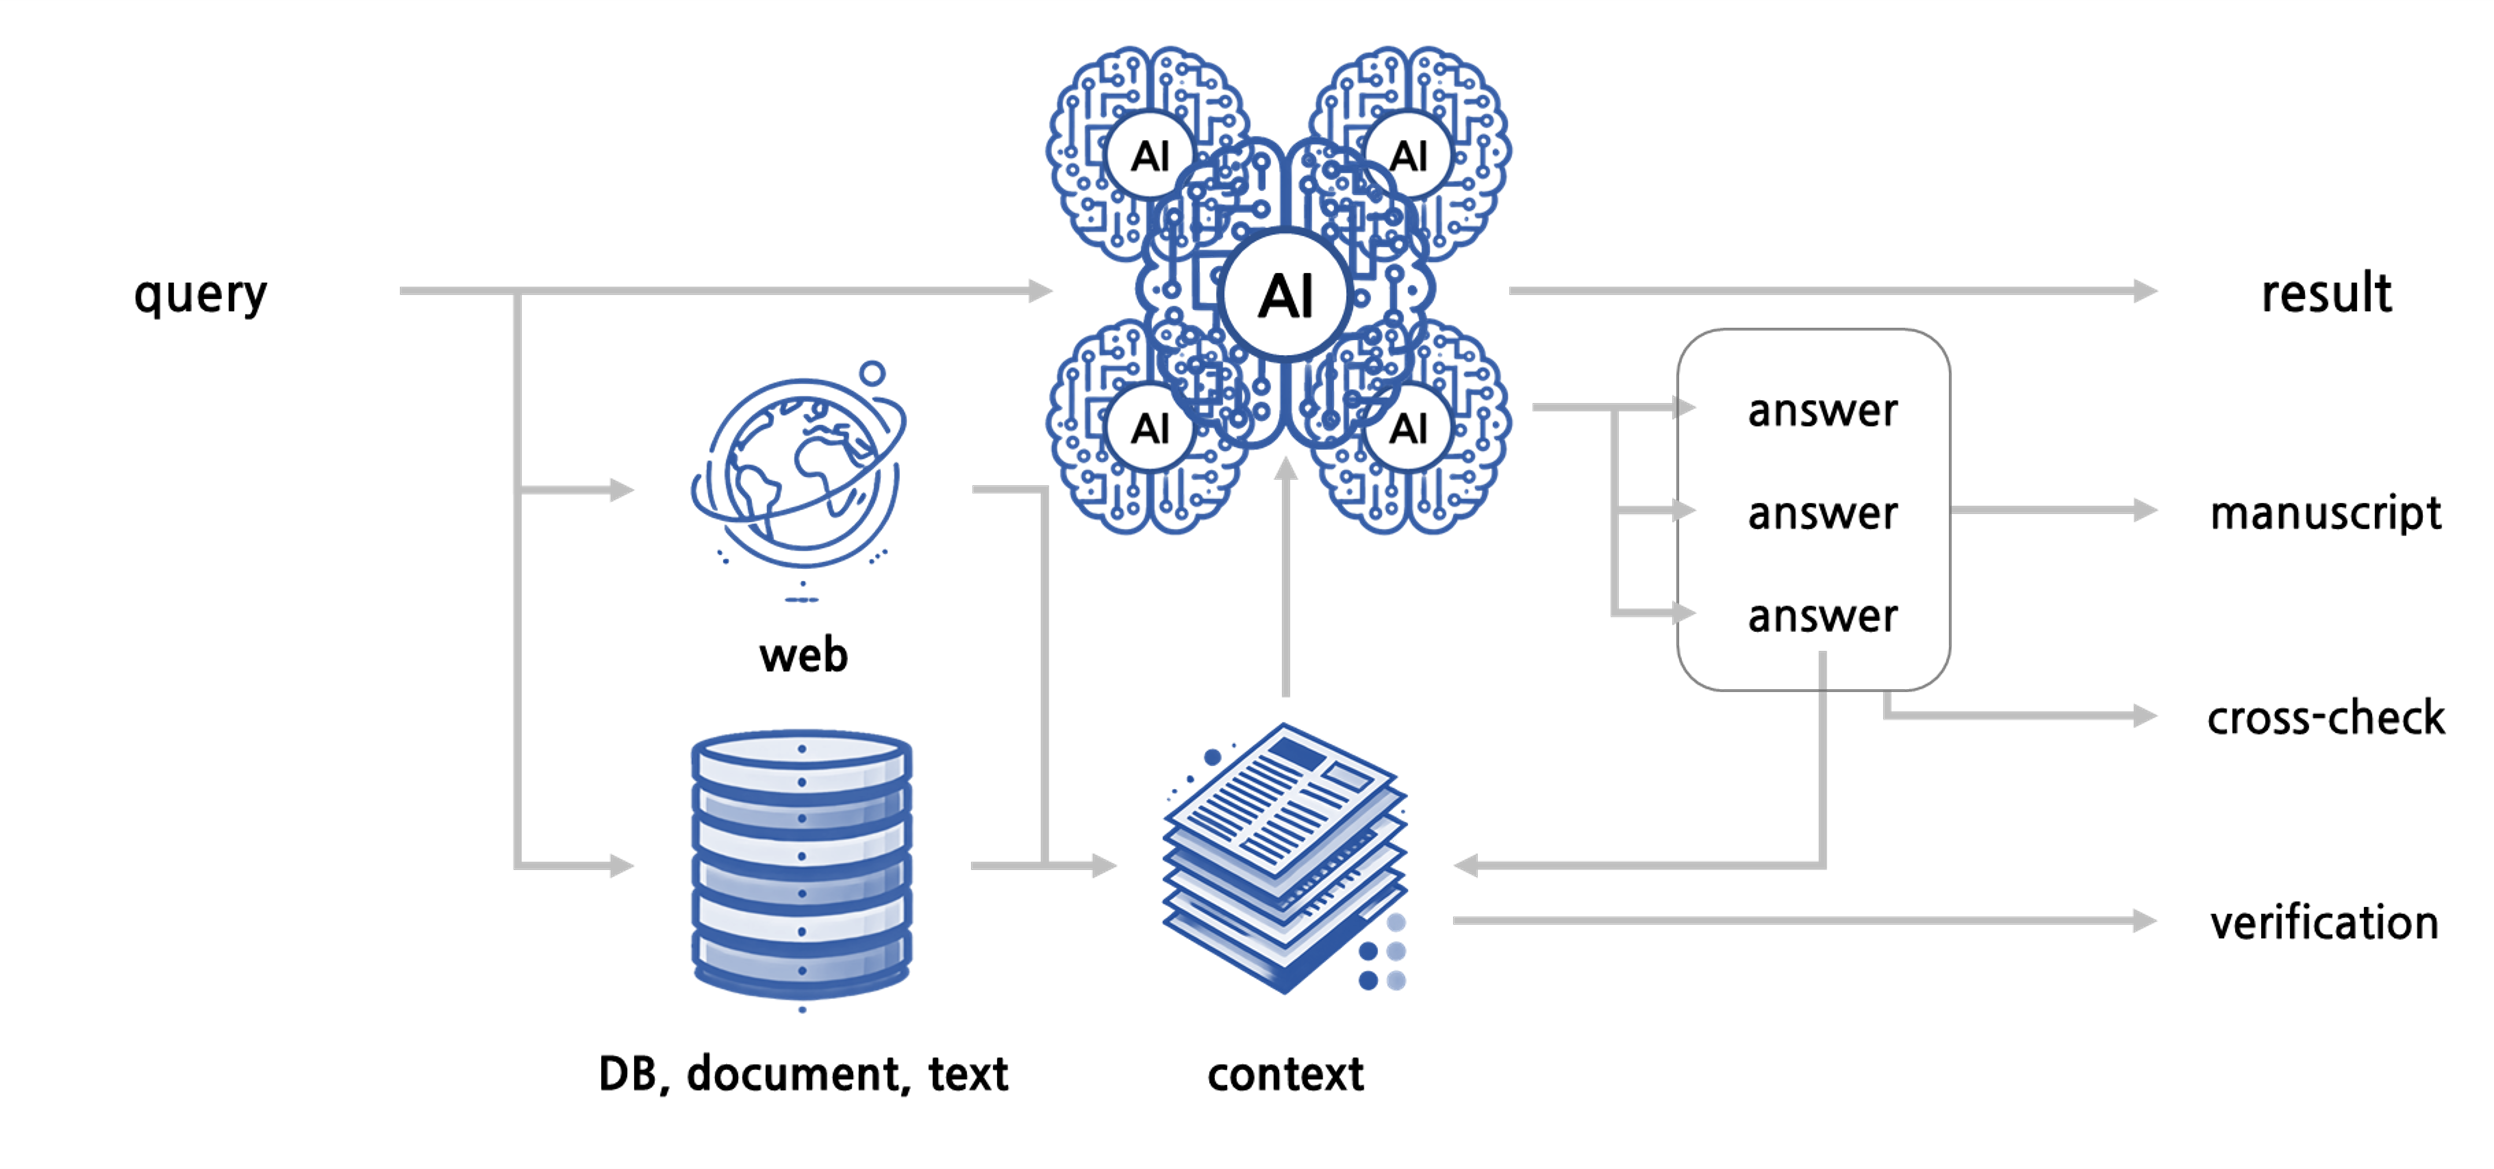 AI
AI
AI
AI
AI
query
result
answer
answer
answer
manuscript
web
cross-check
verification
DB, document, text
context